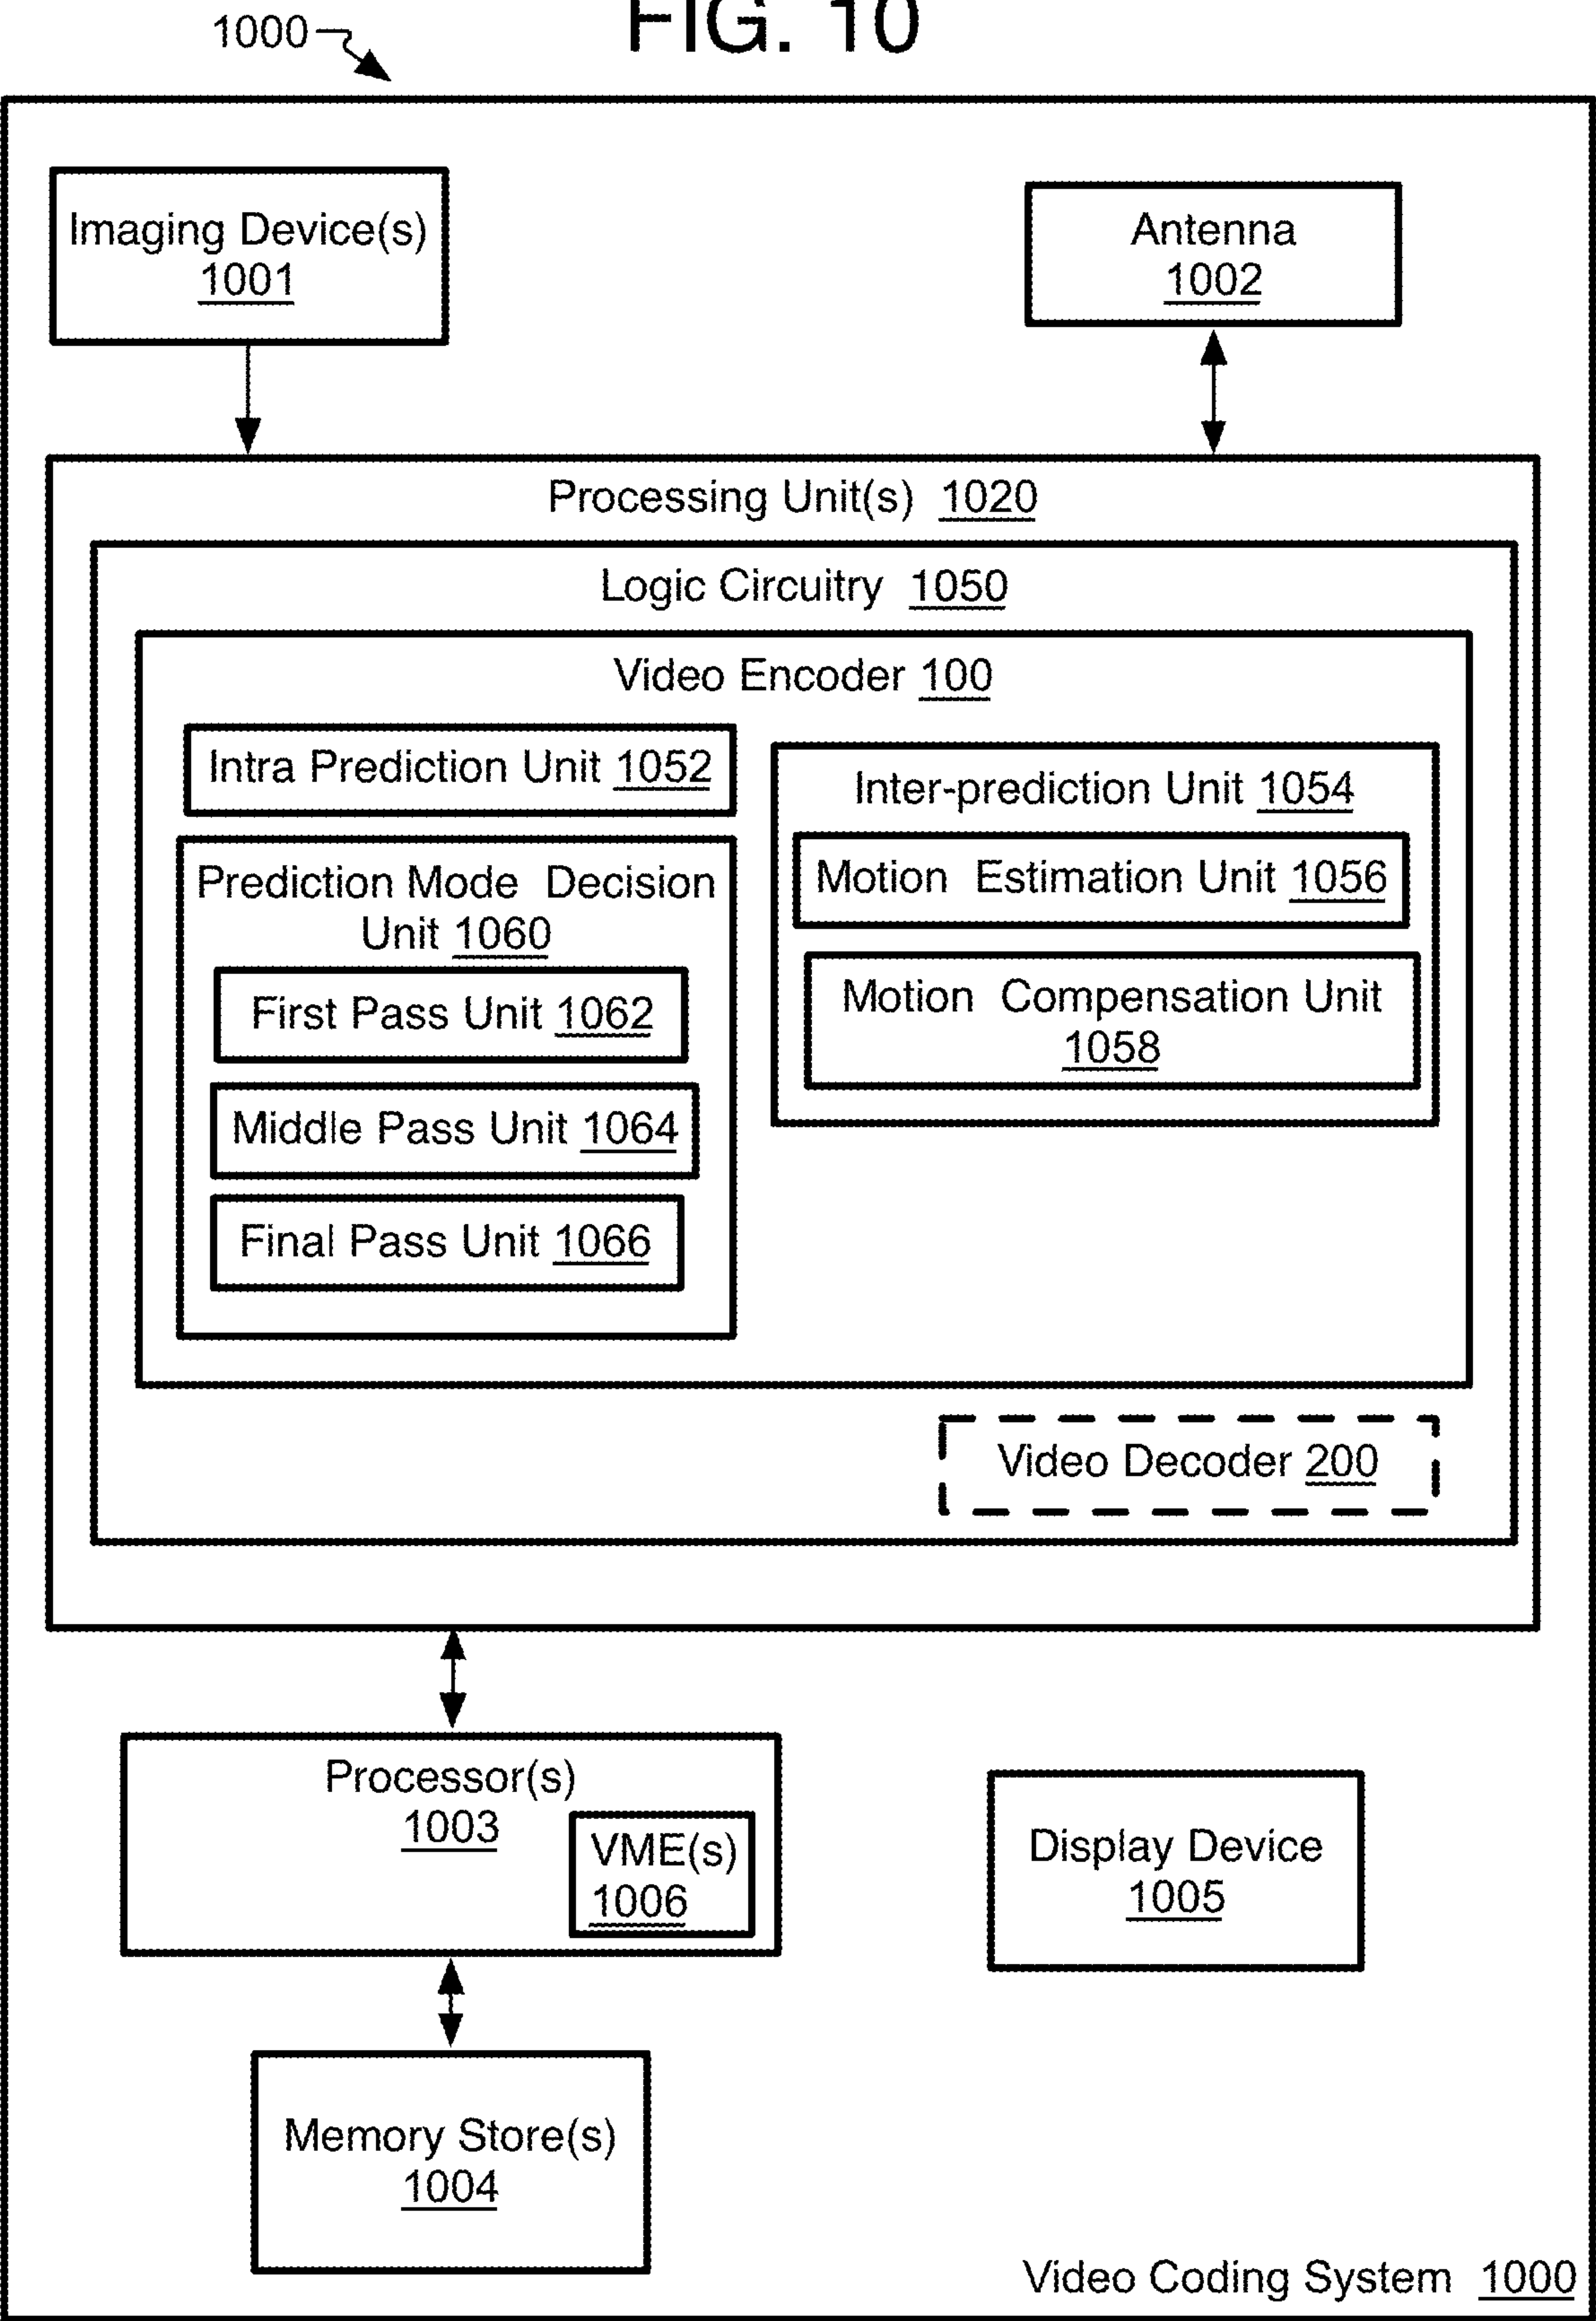 FIG. 10
1000
Imaging Device(s)
1001
Antenna
1002
Processing Unit(s) 1020
Logic Circuitry 1050
Video Encoder 100
Intra Prediction Unit 1052
Prediction Mode Decision
Unit 1060
First Pass Unit 1062
Middle Pass Unit 1064
Final Pass Unit 1066
Inter-prediction Unit 1054
Motion Estimation Unit 1056
Motion Compensation Unit
1058
Video Decoder 200
Processor(s)
1003
VME(s)
1006
Display Device
1005
Memory Store(s)
1004
Video Coding System 1000